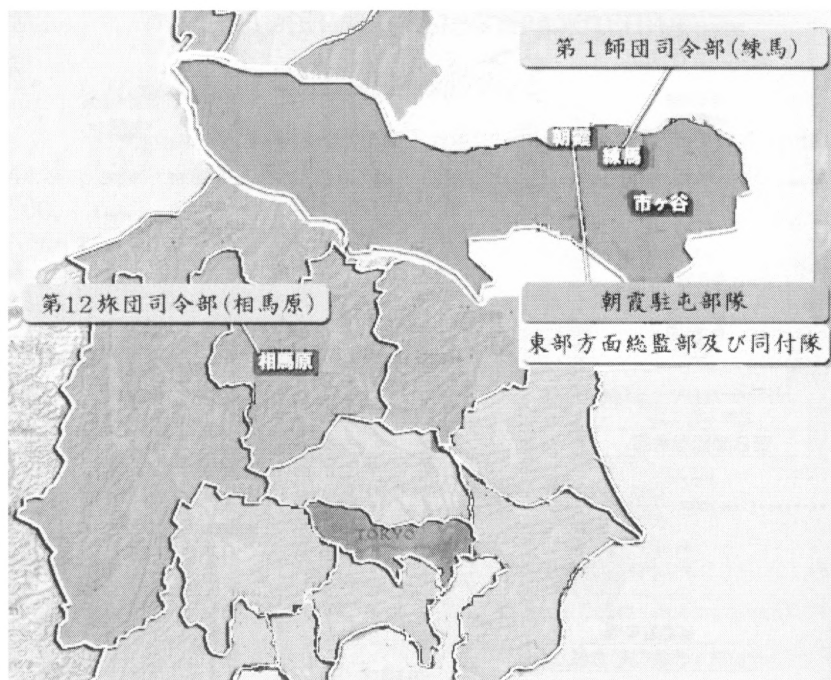 第1師団司令部(練馬)
朝霞
練馬
市ヶ谷
第12旅団司令部(相馬原)
朝霞駐屯部隊
東部方面総監部及び同付隊
相馬原
TOKYO